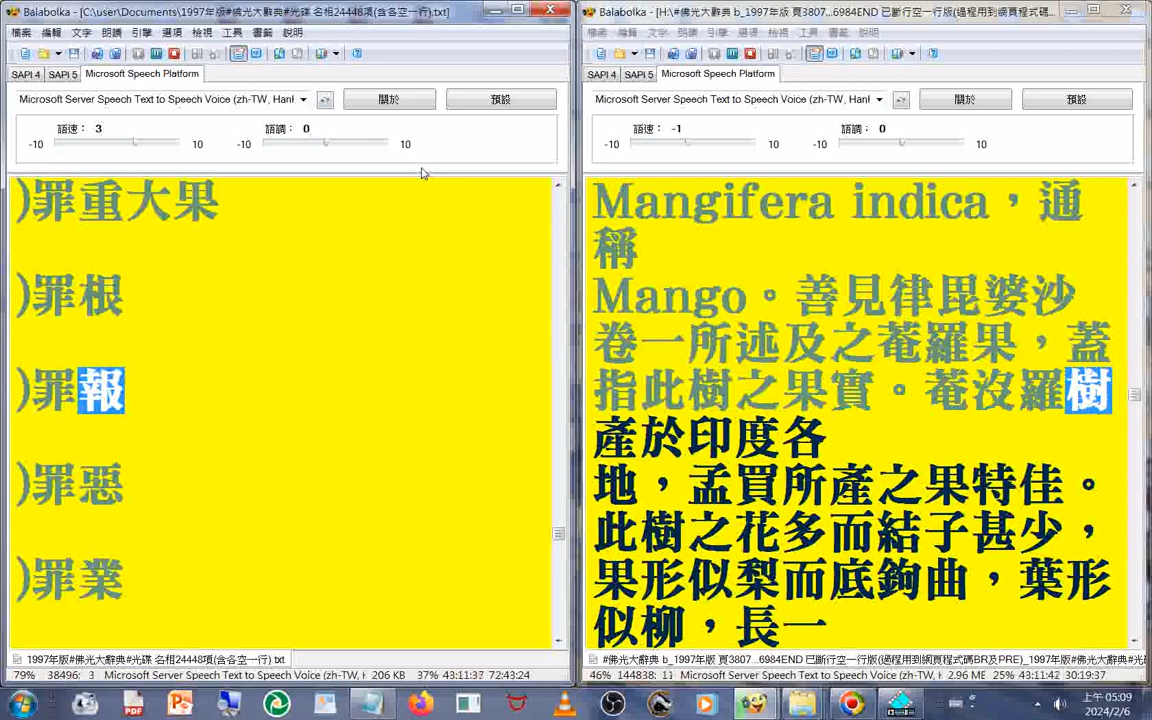 Balabolka - [C:\user\Documents\1997年版#佛光大辭典#光碟 名相24448項(含各空一行).txt]
檔案 編輯 文字 朗讀 引擎 選項 檢視 工具 書籤 說明
SAPI 4 SAPI 5 Microsoft Speech Platform
Microsoft Server Speech Text to Speech Voice (zh-TW, Hanl
關於 預設
語速： 3 語調： 0
-10 10 -10 10
)罪重大果
)罪根
)罪報
)罪惡
)罪業
1997年版#佛光大辭典#光碟 名相24448項(含各空一行).txt
79% 38496: 3 Microsoft Server Speech Text to Speech Voice (zh-TW, H 206 KB 37% 43:11:37 72:43:24
Balabolka - [H:\#佛光大辭典 b_1997年版 頁3807...6984END 已斷行空一行版(過程用到網頁程式碼
檔案 編輯 文字 朗讀 引擎 選項 檢視 工具 書籤 說明
SAPI 4 SAPI 5 Microsoft Speech Platform
Microsoft Server Speech Text to Speech Voice (zh-TW, Hanl
關於 預設
語速： -1 語調： 0
-10 10 -10 10
Mangifera indica，通
稱
Mango。善見律毘婆沙
卷一所述及之菴羅果，蓋
指此樹之果實。菴沒羅樹
產於印度各
地，孟買所產之果特佳。
此樹之花多而結子甚少，
果形似梨而底鉤曲，葉形
似柳，長一
#佛光大辭典 b_1997年版 頁3807...6984END 已斷行空一行版(過程用到網頁程式碼BR及PRE)_1997年版#佛光
46% 144838: 11 Microsoft Server Speech Text to Speech Voice (zh-TW, H 2.96 ME 25% 43:11:42 30:19:37
PDF
上午 05:09
2024/2/6